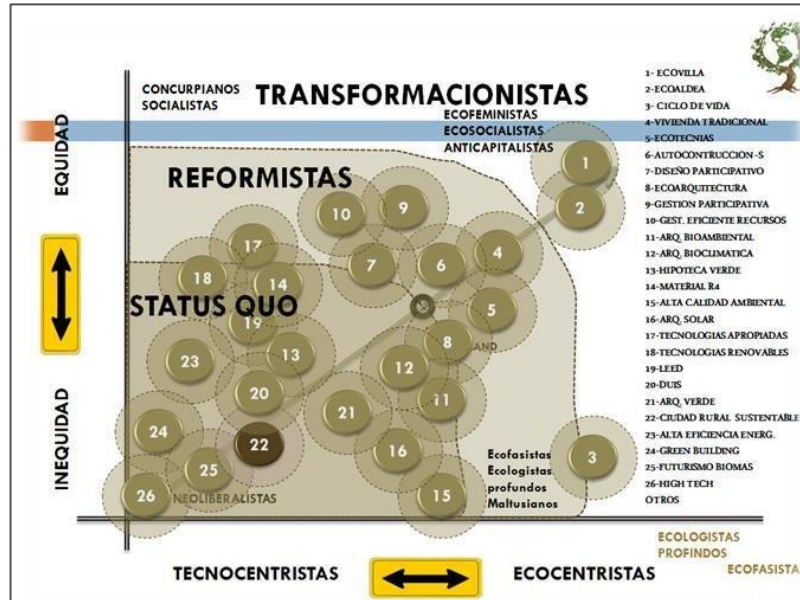 CONCURPIANOS
SOCIALISTAS
TRANSFORMACIONISTAS
ECOFEMINISTAS
ECOSOCIALISTAS
ANTICAPITALISTAS
EQUIDAD
INEQUIDAD
REFORMISTAS
STATUS QUO
1
2
10
9
17
7
6
4
18
14
19
5
8
AND
23
13
12
20
21
11
24
22
16
25
3
26
NEOLIBERALISTAS
15
Ecofasistas
Ecologistas
profundos
Maltusianos
TECNOCENTRISTAS
ECOCENTRISTAS
1- ECOVILLA
2-ECOALDEA
3- CICLO DE VIDA
4-VIVIENDA TRADICIONAL
5-ECOTECNIAS
6-AUTOCONTRUCCION-S
7-DISEÑO PARTICIPATIVO
8-ECOARQUITECTURA
9-GESTION PARTICIPATIVA
10-GEST. EFICIENTE RECURSOS
11-ARQ. BIOAMBIENTAL
12-ARQ. BIOCLIMATICA
13-HIPOTECA VERDE
14-MATERIAL R4
15-ALTA CALIDAD AMBIENTAL
16-ARQ. SOLAR
17-TECNOLOGIAS APROPIADAS
18-TECNOLOGIAS RENOVABLES
19-LEED
20-DUIS
21-ARQ. VERDE
22-CIUDAD RURAL SUSTENTABLE
23-ALTA EFICIENCIA ENERG.
24-GREEN BUILDING
25-FUTURISMO BIOMAS
26-HIGH TECH
OTROS
ECOLOGISTAS
PROFINDOS
ECOFASISTA